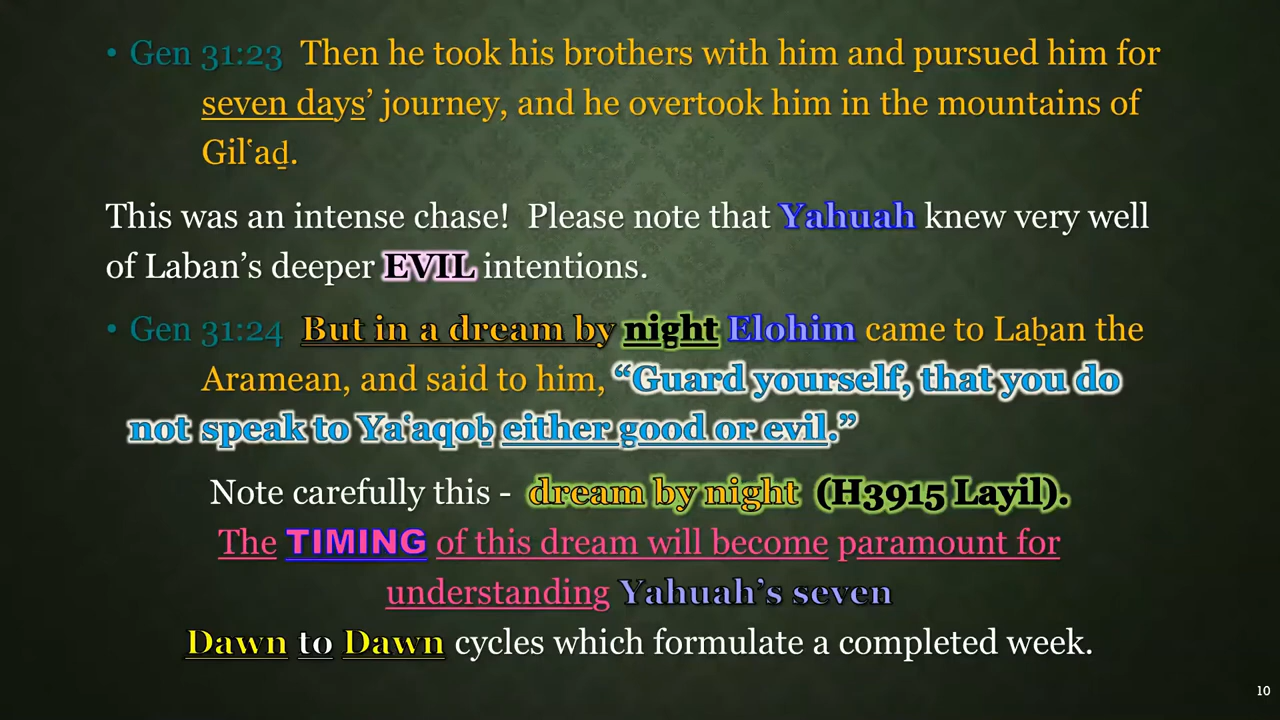 • Gen 31:23 Then he took his brothers with him and pursued him for
seven days’ journey, and he overtook him in the mountains of
Gilʽaḏ.
This was an intense chase! Please note that Yahuah knew very well
of Laban’s deeper EVIL intentions.
• Gen 31:24 But in a dream by night Elohim came to Laḇan the
Aramean, and said to him, “Guard yourself, that you do
not speak to Yaʽaqoḇ either good or evil.”
Note carefully this - dream by night (H3915 Layil).
The TIMING of this dream will become paramount for
understanding Yahuah’s seven
Dawn to Dawn cycles which formulate a completed week.
10